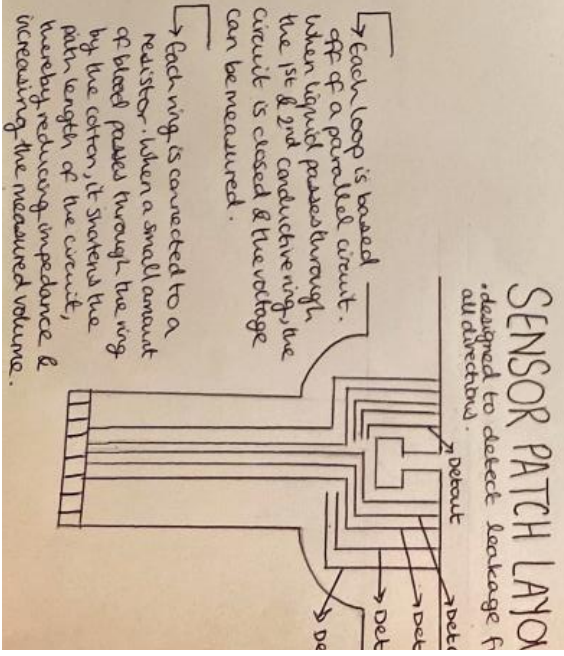 SENSOR PATCH LAYO
• designed to detect leakage f
all directions.
Each loop is based
off of a parallel circuit.
When liquid passes through
the 1st & 2nd conductive ring, the
circuit is closed & the voltage
can be measured.
Each ring is connected to a
resistor. When a small amount
of blood passes through the ring
by the cotton, it shortens the
path length of the circuit,
thereby reducing impedance &
increasing the measured volume.
Detout
Det
Det
Det
De